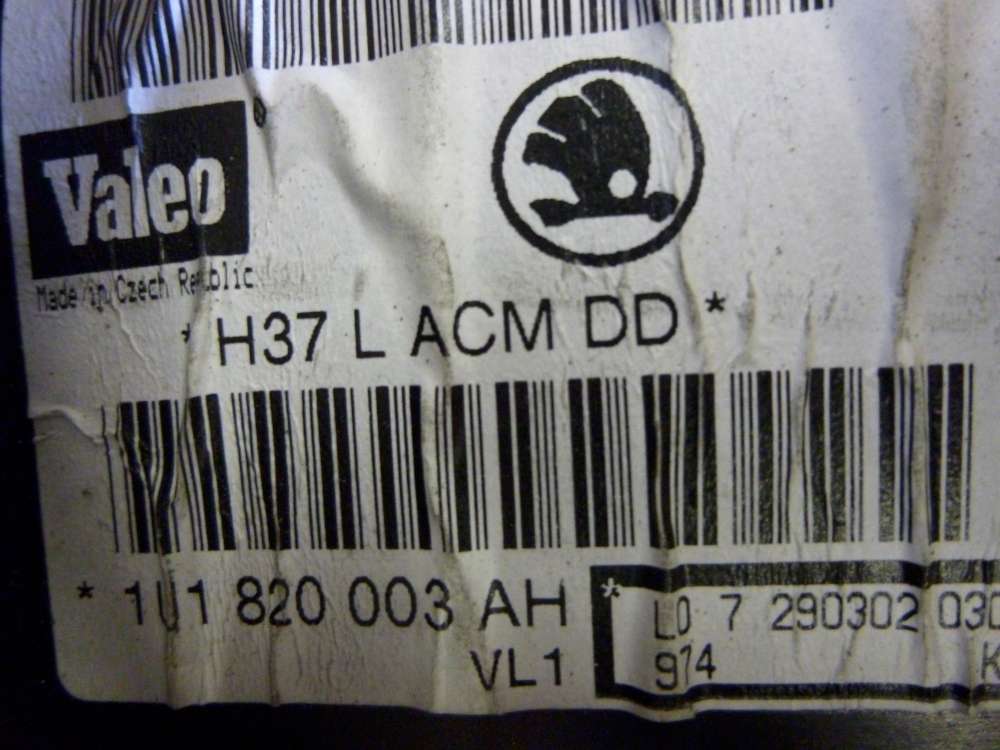 Valeo
Made in Czech Republic
* H37 L ACM DD *
* 1U1 820 003 AH *
VL1
L0 7 290302 030
974 K